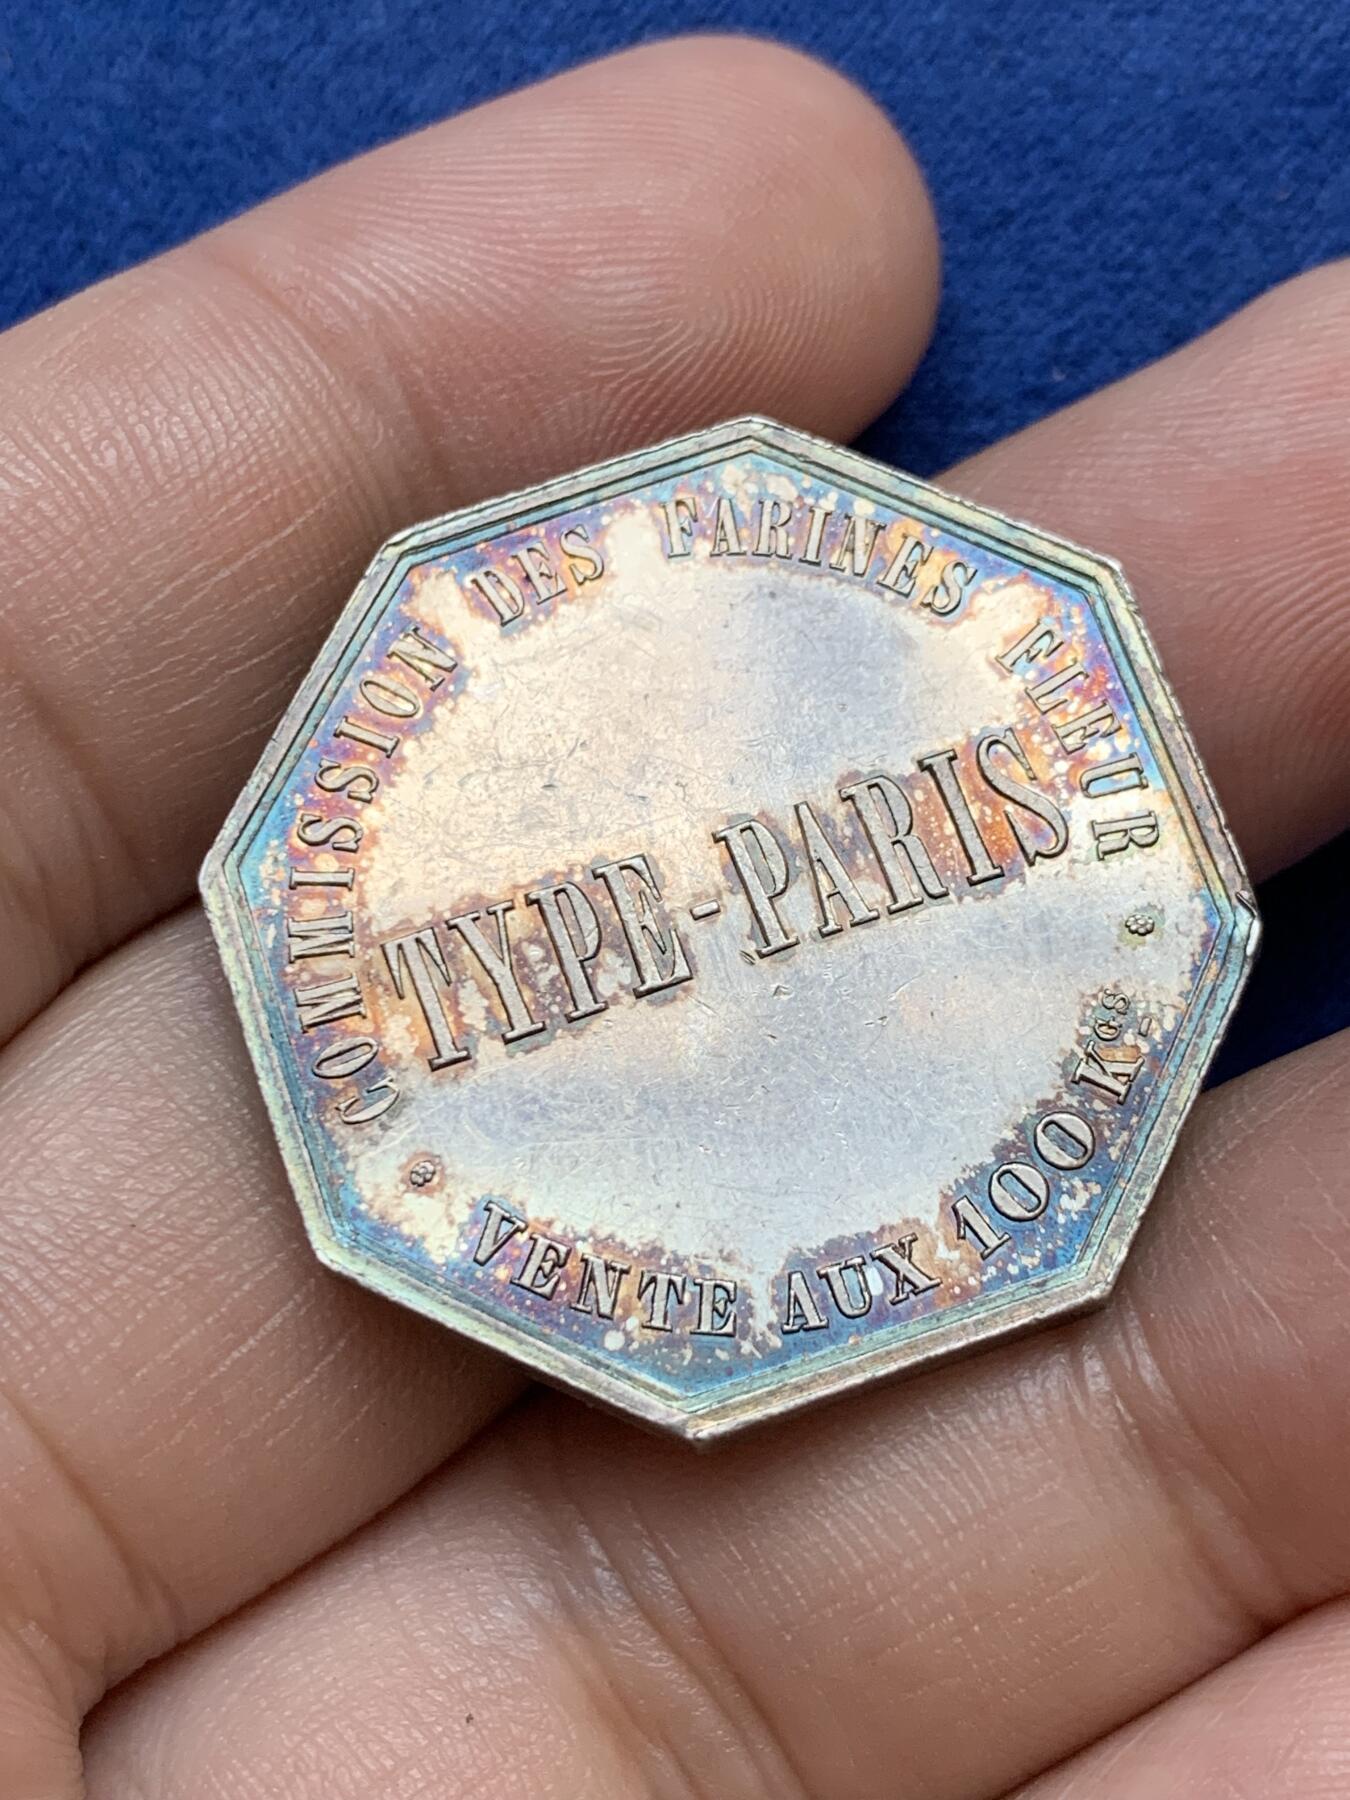 COMMISSION DES FARINES FLEUR
TYPE-PARIS
VENTE AUX 100 KGS